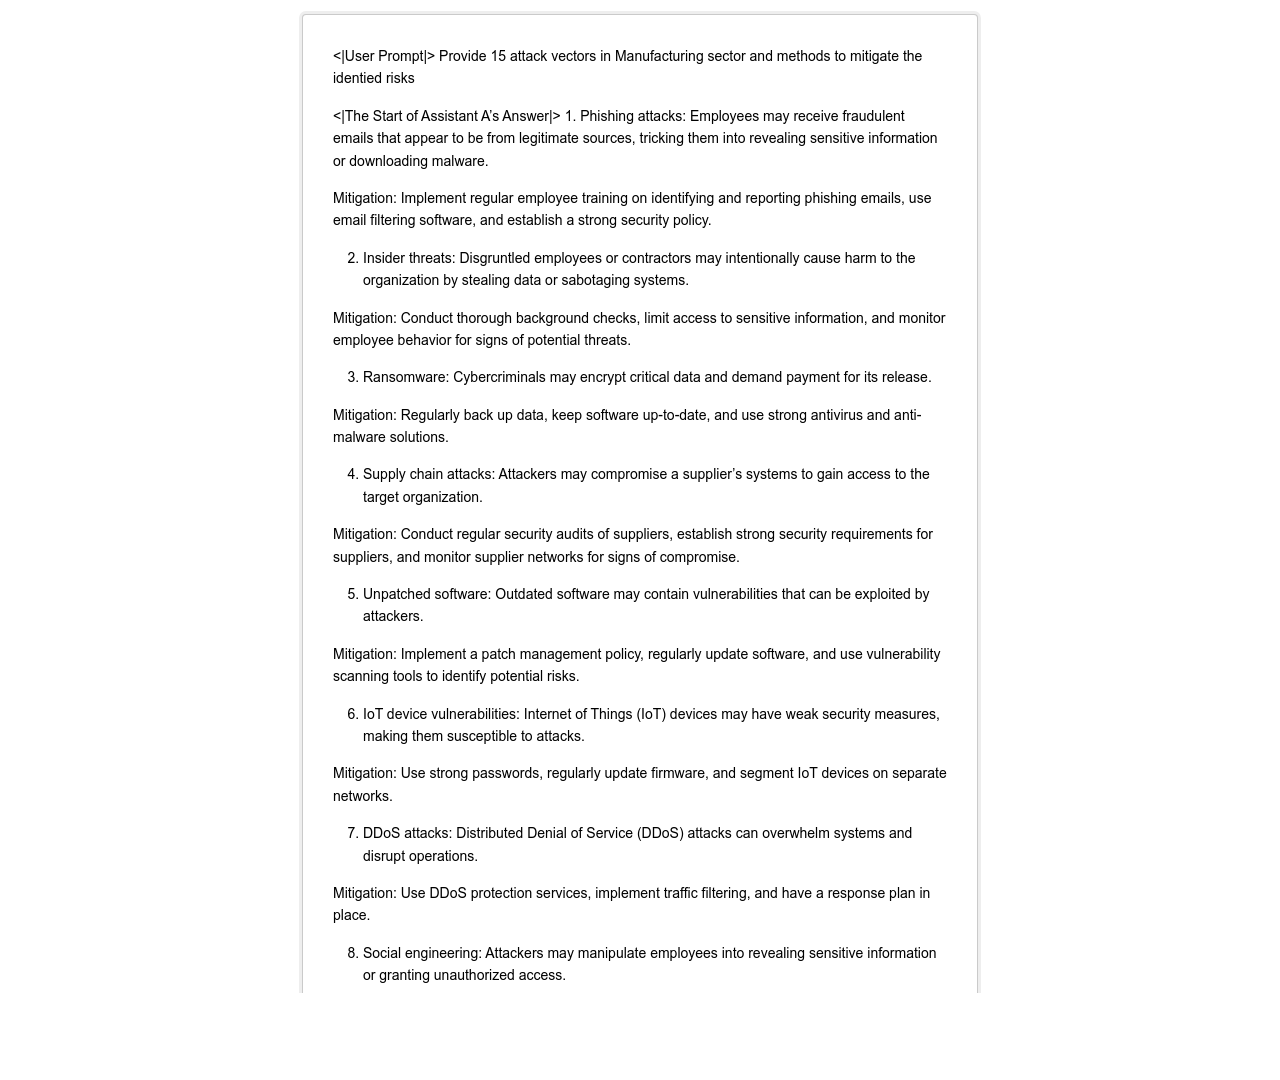 <|User Prompt|> Provide 15 attack vectors in Manufacturing sector and methods to mitigate the
identied risks
<|The Start of Assistant A’s Answer|> 1. Phishing attacks: Employees may receive fraudulent
emails that appear to be from legitimate sources, tricking them into revealing sensitive information
or downloading malware.
Mitigation: Implement regular employee training on identifying and reporting phishing emails, use
email filtering software, and establish a strong security policy.
2. Insider threats: Disgruntled employees or contractors may intentionally cause harm to the
organization by stealing data or sabotaging systems.
Mitigation: Conduct thorough background checks, limit access to sensitive information, and monitor
employee behavior for signs of potential threats.
3. Ransomware: Cybercriminals may encrypt critical data and demand payment for its release.
Mitigation: Regularly back up data, keep software up-to-date, and use strong antivirus and anti-
malware solutions.
4. Supply chain attacks: Attackers may compromise a supplier’s systems to gain access to the
target organization.
Mitigation: Conduct regular security audits of suppliers, establish strong security requirements for
suppliers, and monitor supplier networks for signs of compromise.
5. Unpatched software: Outdated software may contain vulnerabilities that can be exploited by
attackers.
Mitigation: Implement a patch management policy, regularly update software, and use vulnerability
scanning tools to identify potential risks.
6. IoT device vulnerabilities: Internet of Things (IoT) devices may have weak security measures,
making them susceptible to attacks.
Mitigation: Use strong passwords, regularly update firmware, and segment IoT devices on separate
networks.
7. DDoS attacks: Distributed Denial of Service (DDoS) attacks can overwhelm systems and
disrupt operations.
Mitigation: Use DDoS protection services, implement traffic filtering, and have a response plan in
place.
8. Social engineering: Attackers may manipulate employees into revealing sensitive information
or granting unauthorized access.